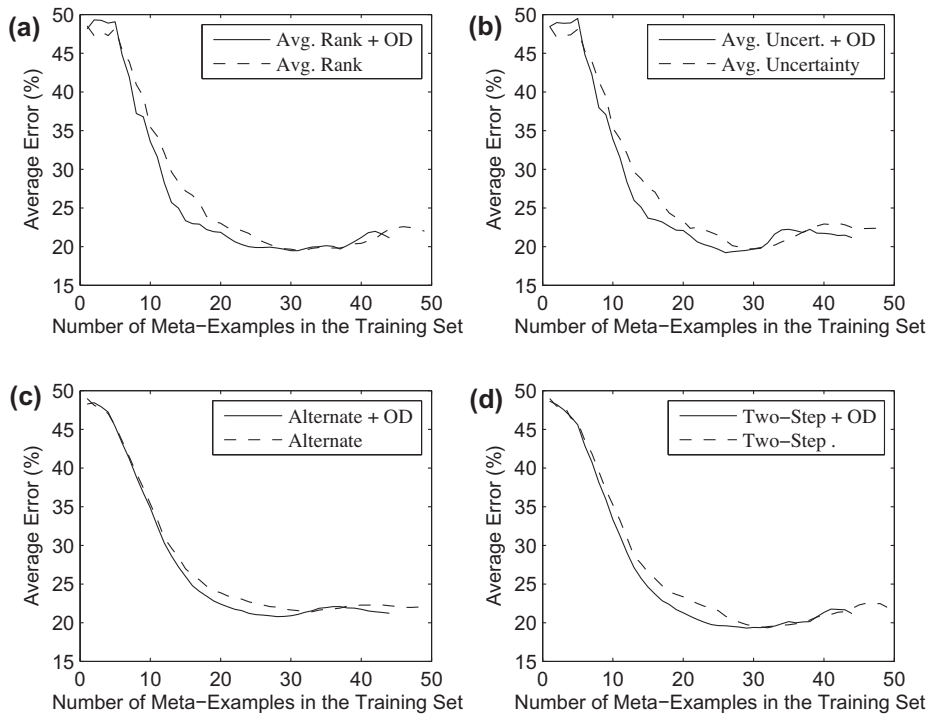 (a)
50
45
40
35
30
25
20
15
Average Error (%)
Avg. Rank + OD
Avg. Rank
0 10 20 30 40 50
Number of Meta−Examples in the Training Set
(b)
50
45
40
35
30
25
20
15
Average Error (%)
Avg. Uncert. + OD
Avg. Uncertainty
0 10 20 30 40 50
Number of Meta−Examples in the Training Set
(c)
50
45
40
35
30
25
20
15
Average Error (%)
Alternate + OD
Alternate
0 10 20 30 40 50
Number of Meta−Examples in the Training Set
(d)
50
45
40
35
30
25
20
15
Average Error (%)
Two−Step + OD
Two−Step .
0 10 20 30 40 50
Number of Meta−Examples in the Training Set